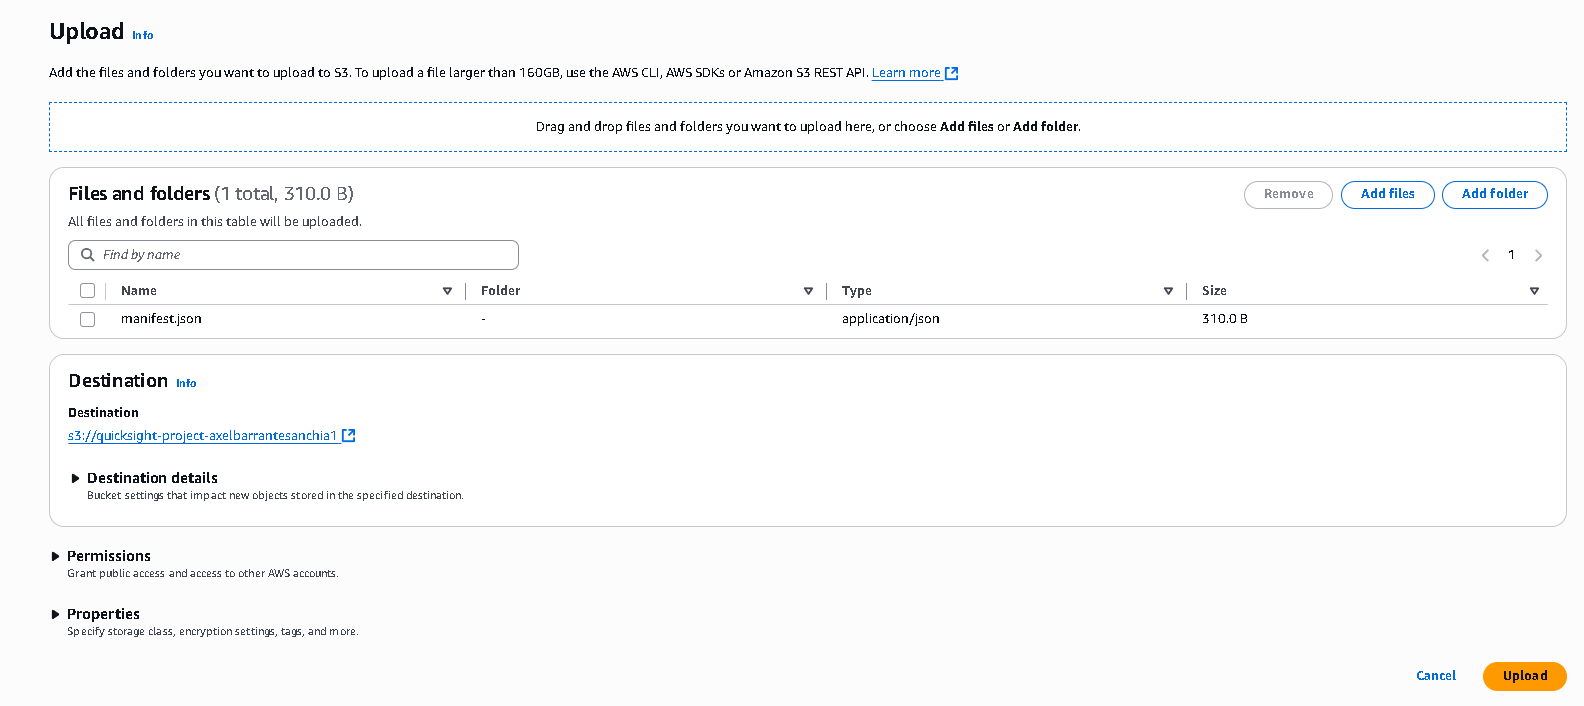 Upload Info
Add the files and folders you want to upload to S3. To upload a file larger than 160GB, use the AWS CLI, AWS SDKs or Amazon S3 REST API. Learn more
Drag and drop files and folders you want to upload here, or choose Add files or Add folder.
Files and folders (1 total, 310.0 B)
Remove Add files Add folder
All files and folders in this table will be uploaded.
Find by name
1
Name Folder Type Size
manifest.json - application/json 310.0 B
Destination Info
Destination
s3://quicksight-project-axelbarrantesanchia1
Destination details
Bucket settings that impact new objects stored in the specified destination.
Permissions
Grant public access and access to other AWS accounts.
Properties
Specify storage class, encryption settings, tags, and more.
Cancel Upload